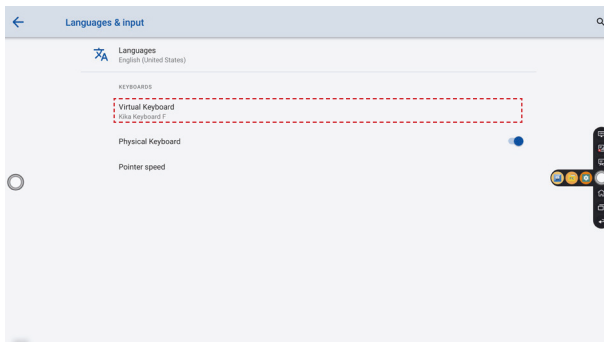 Languages & input
Languages
English (United States)
KEYBOARDS
Virtual Keyboard
Kika Keyboard F
Physical Keyboard
Pointer speed